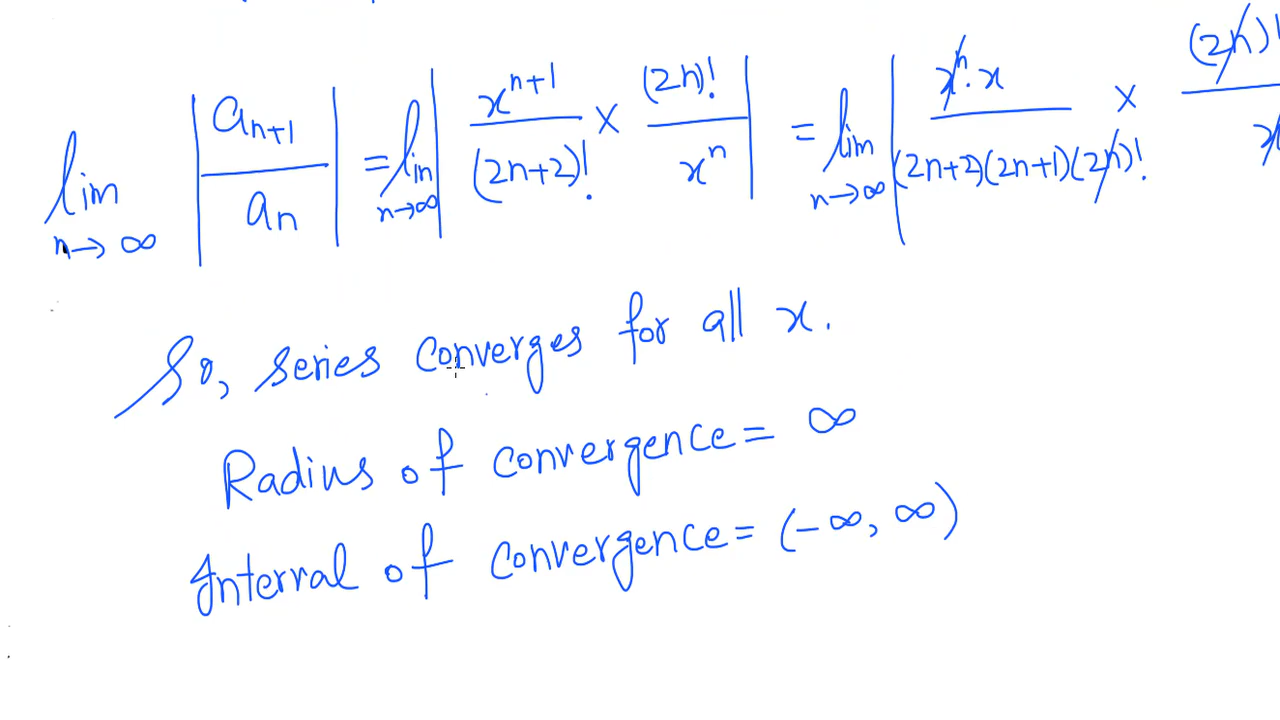 lim n→∞ |a_{n+1}/a_n| = lim n→∞ |x^{n+1}/(2n+2)! × (2n)!/x^n| = lim n→∞ |x^n·x/(2n+2)(2n+1)(2n)! × (2n)!/x
So, series converges for all x.
Radius of convergence = ∞
Interval of convergence = (-∞, ∞)